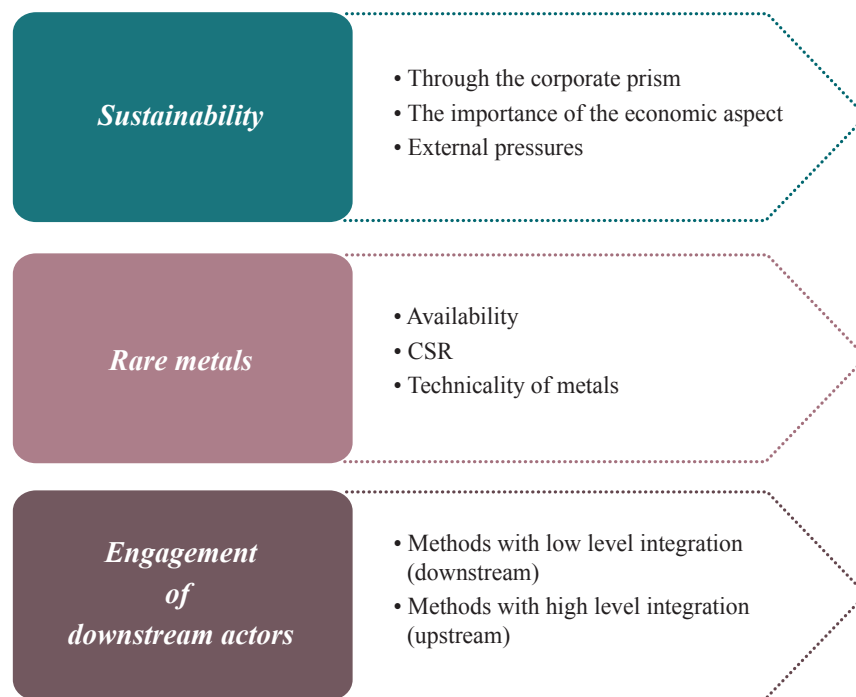 Sustainability
• Through the corporate prism
• The importance of the economic aspect
• External pressures
Rare metals
• Availability
• CSR
• Technicality of metals
Engagement
of
downstream actors
• Methods with low level integration
(downstream)
• Methods with high level integration
(upstream)